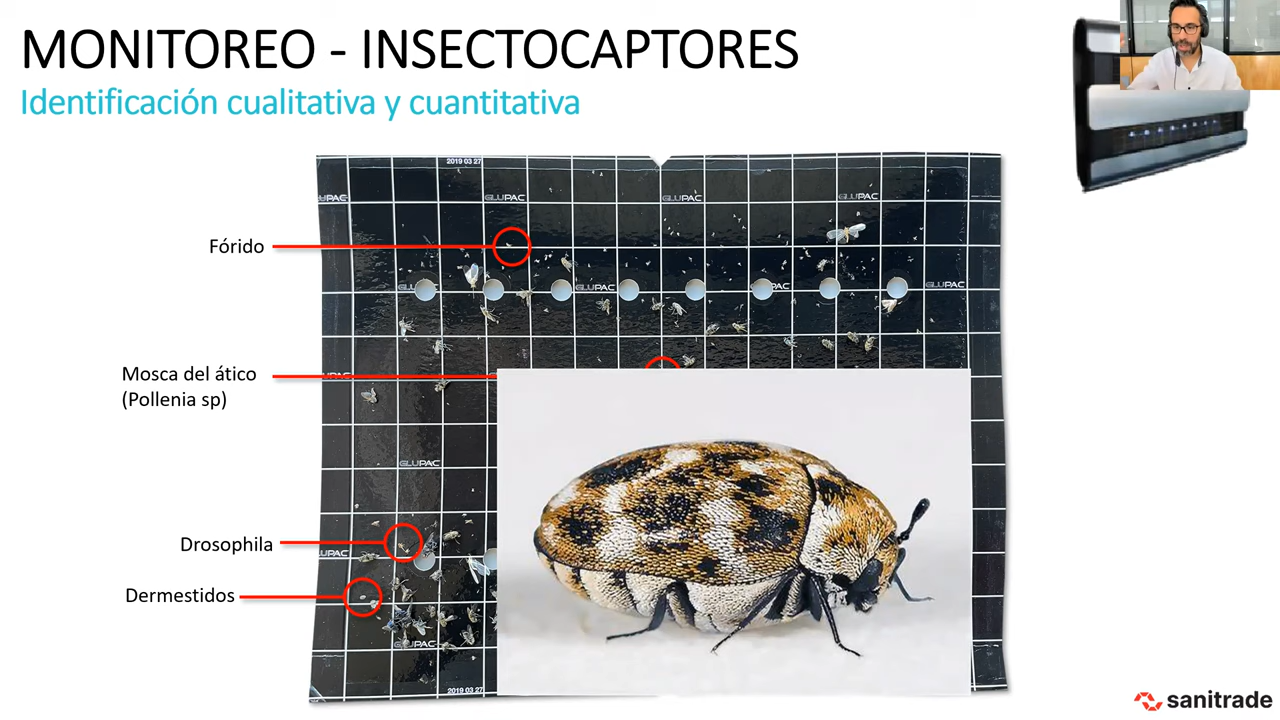 MONITOREO - INSECTOCAPTORES
Identificación cualitativa y cuantitativa
2019 03 27
GLUPAC
GLUPAC
GLUPAC
Fórido
GLUPAC
GLUPAC
GLUPAC
Mosca del ático
(Pollenia sp)
GLUPAC
Drosophila
Dermestidos
GLUPAC
2019 03 27
sanitrade